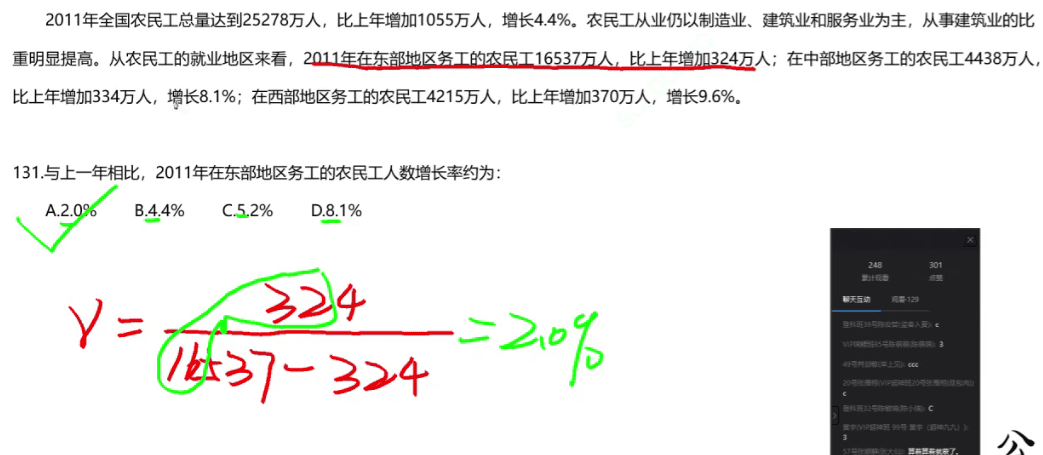 2011年全国农民工总量达到25278万人，比上年增加1055万人，增长4.4%。农民工从业仍以制造业、建筑业和服务业为主，从事建筑业的比
重明显提高。从农民工的就业地区来看，2011年在东部地区务工的农民工16537万人，比上年增加324万人；在中部地区务工的农民工4438万人，
比上年增加334万人，增长8.1%；在西部地区务工的农民工4215万人，比上年增加370万人，增长9.6%。
131.与上一年相比，2011年在东部地区务工的农民工人数增长率约为：
A.2.0% B.4.4% C.5.2% D.8.1%
r = 324 / 16537-324 = 2.0%
248 301
累计观看 点赞
聊天互动 观看·129
c
3
ccc
c
C
3
公